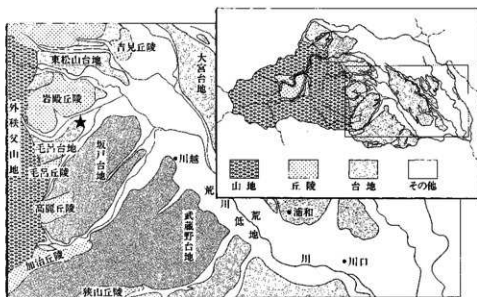 吉見丘陵
東松山台地
大宮台地
岩殿丘陵
外秩父山地
毛呂台地
坂戸台地
毛呂丘陵
川越
高麗丘陵
荒川低地
荒川
武蔵野台地
浦和
川口
加治丘陵
狭山丘陵
山地
丘陵
台地
その他